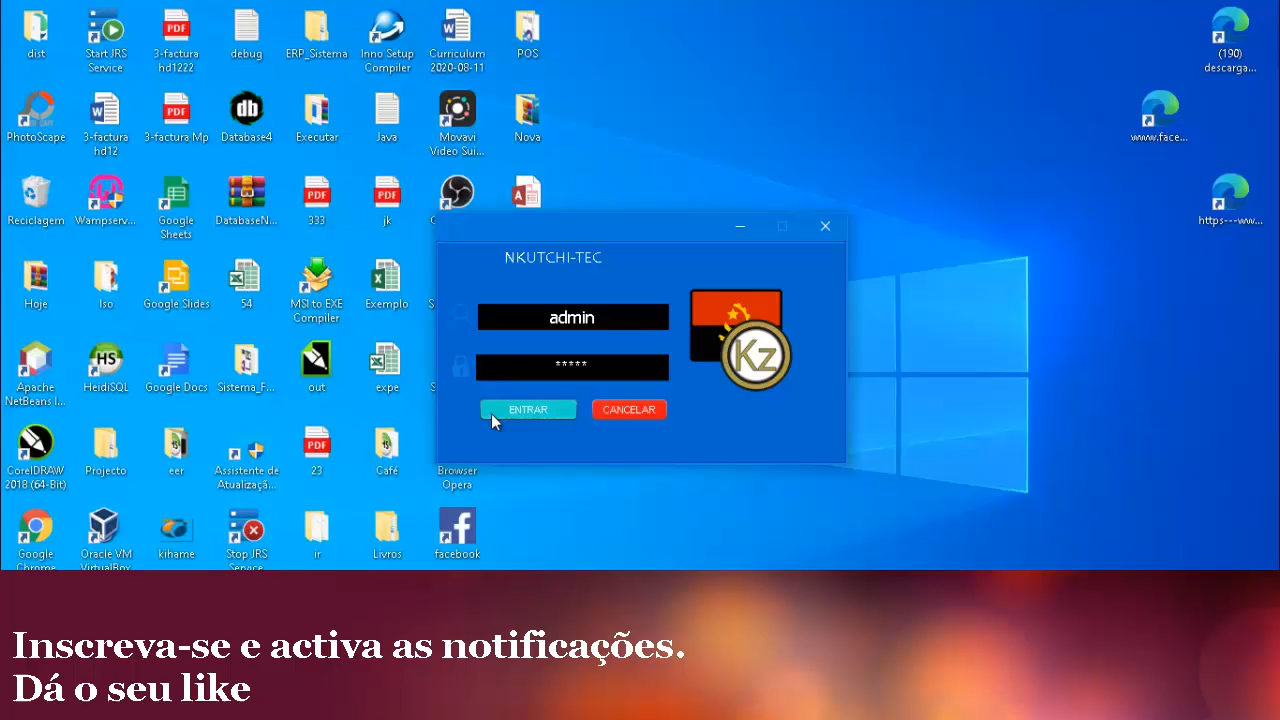 dist
Start JRS
Service
3-factura
hd1222
debug
ERP_Sistema
Inno Setup
Compiler
Curriculum
2020-08-11
POS
(190)
descarga...
PhotoScape
3-factura
hd12
3-factura Mp
Database4
Executar
Java
Movavi
Video Sui...
Nova
www.face...
Reciclagem
Wampserv...
Google
Sheets
DatabaseN...
333
jk
https---ww...
NKUTCHI-TEC
admin
*****
ENTRAR
CANCELAR
Kz
Hoje
Iso
Google Slides
54
MSI to EXE
Compiler
Exemplo
Apache
NetBeans I...
HeidiSQL
Google Docs
Sistema_F...
out
expe
CorelDRAW
2018 (64-Bit)
Projecto
eer
Assistente de
Atualizaçã...
23
Café
Browser
Opera
Google
Chrome
Oracle VM
VirtualBox
kihame
Stop JRS
Service
ir
Livros
facebook
Inscreva-se e activa as notificações.
Dá o seu like